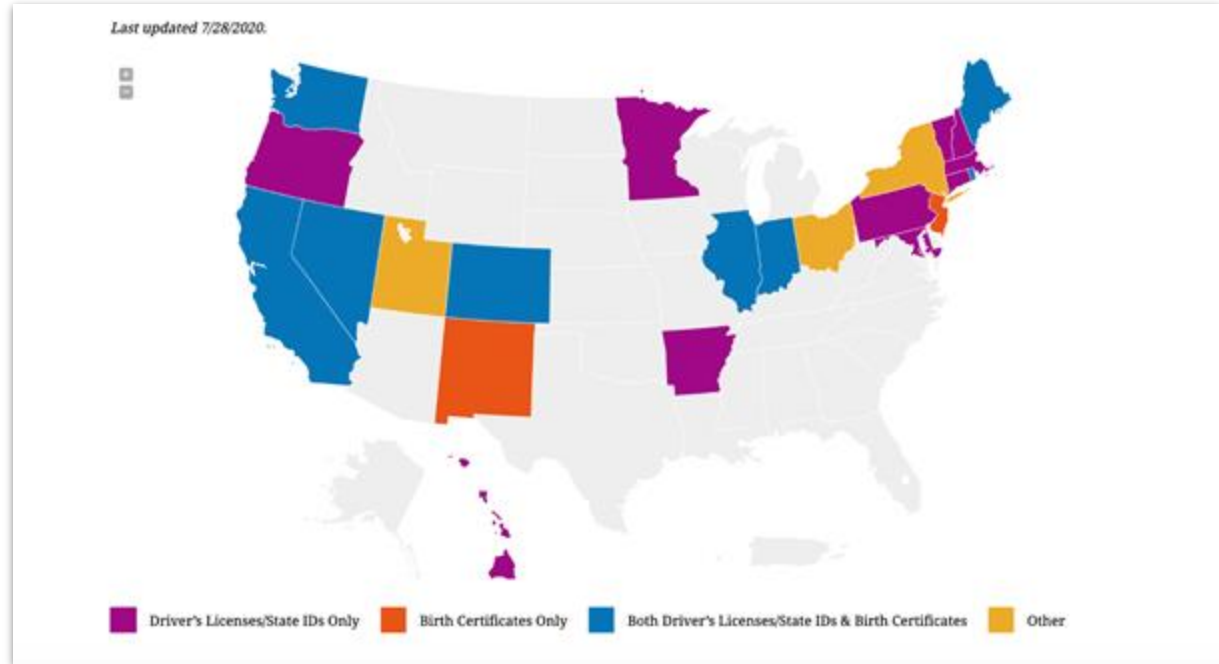 Last updated 7/28/2020.
+
-
Driver's Licenses/State IDs Only Birth Certificates Only Both Driver's Licenses/State IDs & Birth Certificates Other